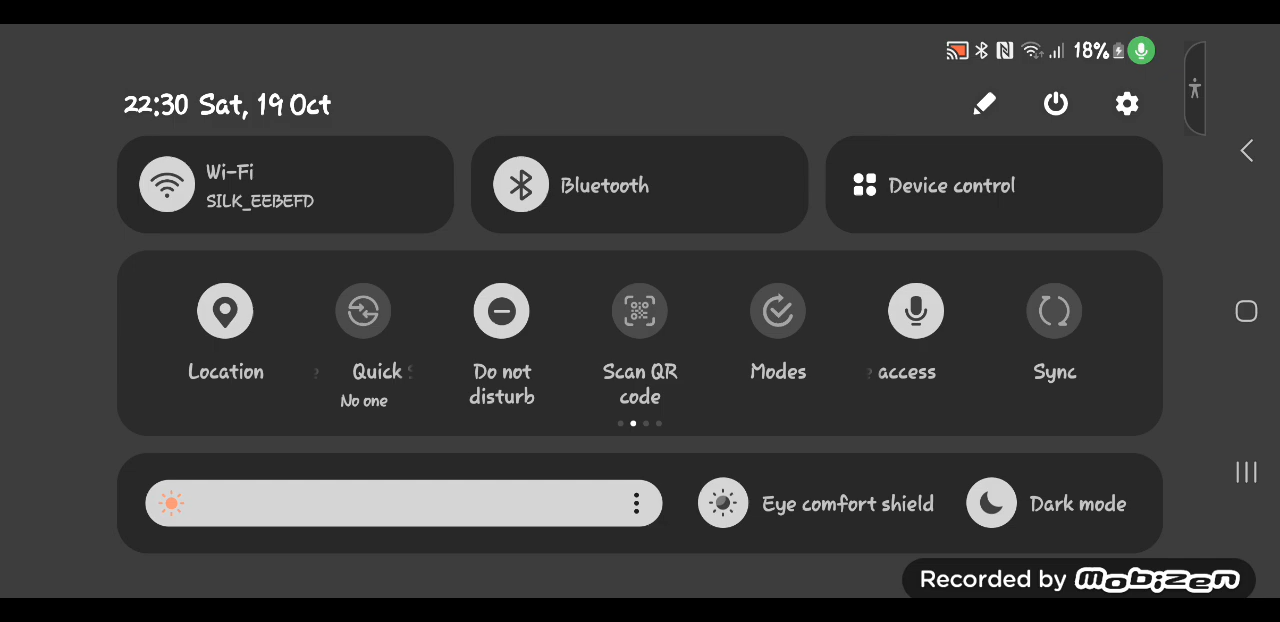 18%
22:30 Sat, 19 Oct
Wi-Fi
SILK_EEBEFD
Bluetooth
Device control
Location
Quick
No one
Do not
disturb
Scan QR
code
Modes
access
Sync
Eye comfort shield
Dark mode
Recorded by mobizen